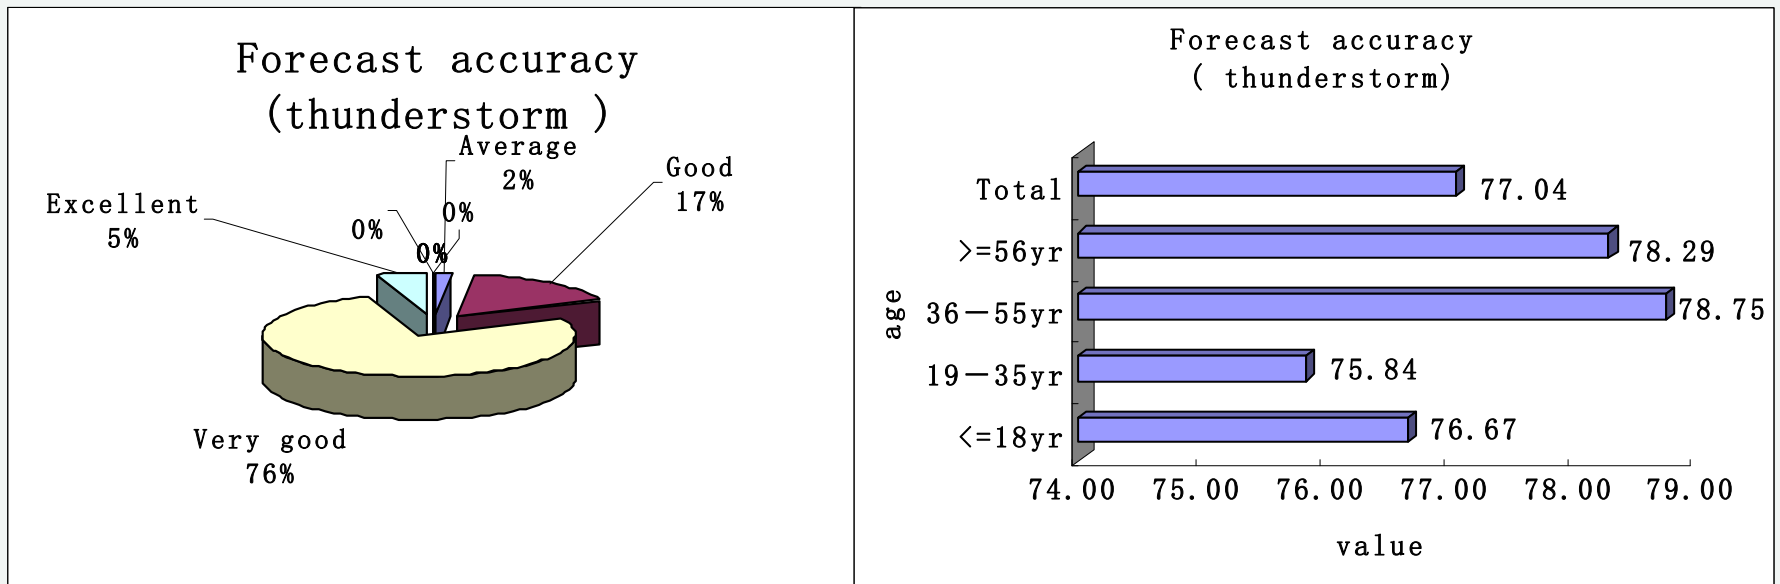 Forecast accuracy
(thunderstorm )
Average
2%
Good
17%
Excellent
5%
0%
0%
0%
Very good
76%
Forecast accuracy
( thunderstorm)
age
Total
77.04
>=56yr
78.29
36－55yr
78.75
19－35yr
75.84
<=18yr
76.67
74.00 75.00 76.00 77.00 78.00 79.00
value